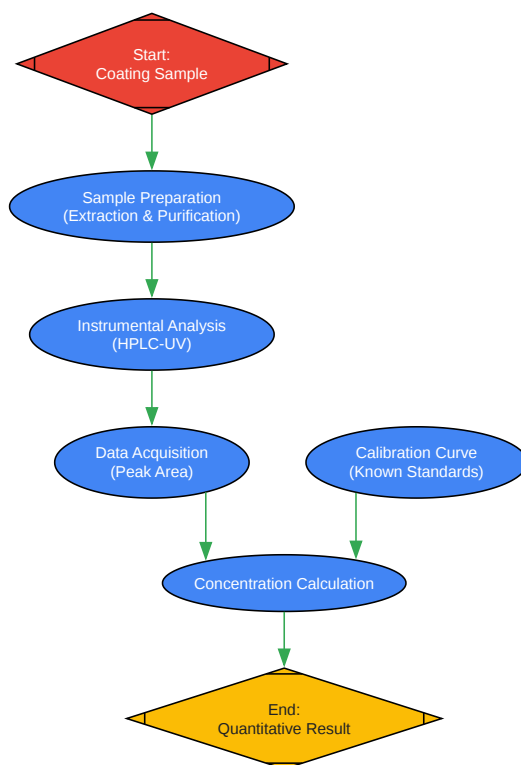 Start:
Coating Sample
Sample Preparation
(Extraction & Purification)
Instrumental Analysis
(HPLC-UV)
Data Acquisition
(Peak Area)
Calibration Curve
(Known Standards)
Concentration Calculation
End:
Quantitative Result